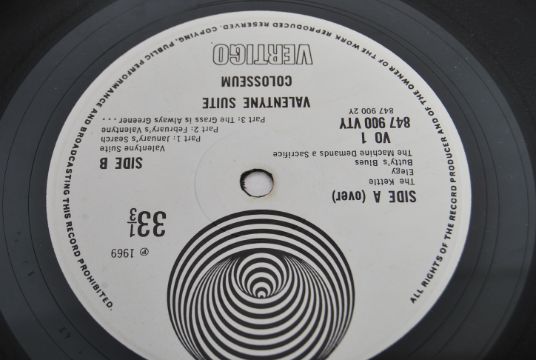 VERTIGO
COLOSSEUM
VALENTYNE SUITE
847 900 VTY
847 900 2Y
VO 1
SIDE A (over)
The Kettle
Elegy
Butty's Blues
The Machine Demands a Sacrifice
SIDE B
Valentyne Suite
Part 1: January's Search
Part 2: February's Valentyne
Part 3: The Grass is Always Greener....
33 1/3
℗ 1969
ALL RIGHTS OF THE RECORD PRODUCER AND OF THE OWNER OF THE WORK REPRODUCED RESERVED. COPYING, PUBLIC PERFORMANCE AND BROADCASTING THIS RECORD PROHIBITED.